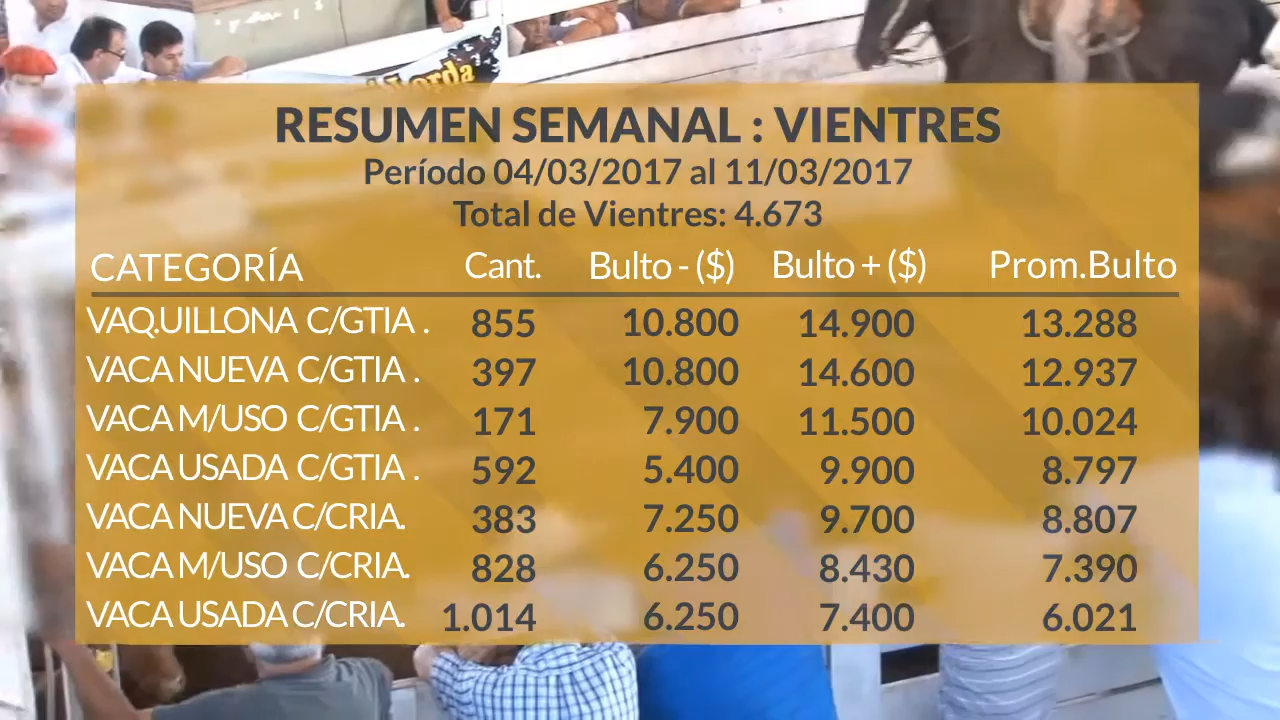 RESUMEN SEMANAL : VIENTRES
Período 04/03/2017 al 11/03/2017
Total de Vientres: 4.673
CATEGORÍA Cant. Bulto - ($) Bulto + ($) Prom.Bulto
VAQ.UILLONA C/GTIA . 855 10.800 14.900 13.288
VACA NUEVA C/GTIA . 397 10.800 14.600 12.937
VACA M/USO C/GTIA . 171 7.900 11.500 10.024
VACA USADA C/GTIA . 592 5.400 9.900 8.797
VACA NUEVA C/CRIA. 383 7.250 9.700 8.807
VACA M/USO C/CRIA. 828 6.250 8.430 7.390
VACA USADA C/CRIA. 1.014 6.250 7.400 6.021